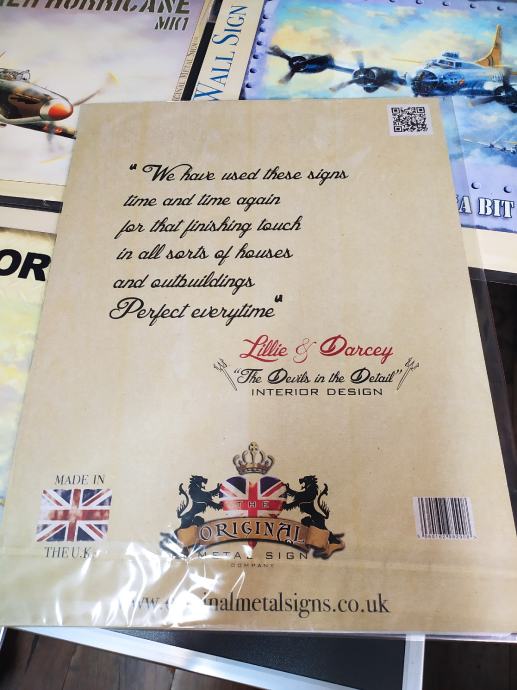 HURRICANE
MK1
WALL SIGN
A BIT
OR
“ We have used these signs
time and time again
for that finishing touch
in all sorts of houses
and outbuildings
Perfect everytime“
Lillie & Darcey
“The Devils in the Detail”
INTERIOR DESIGN
MADE IN
THE U.K.
THE
ORIGINAL
METAL SIGN
COMPANY
www.originalmetalsigns.co.uk